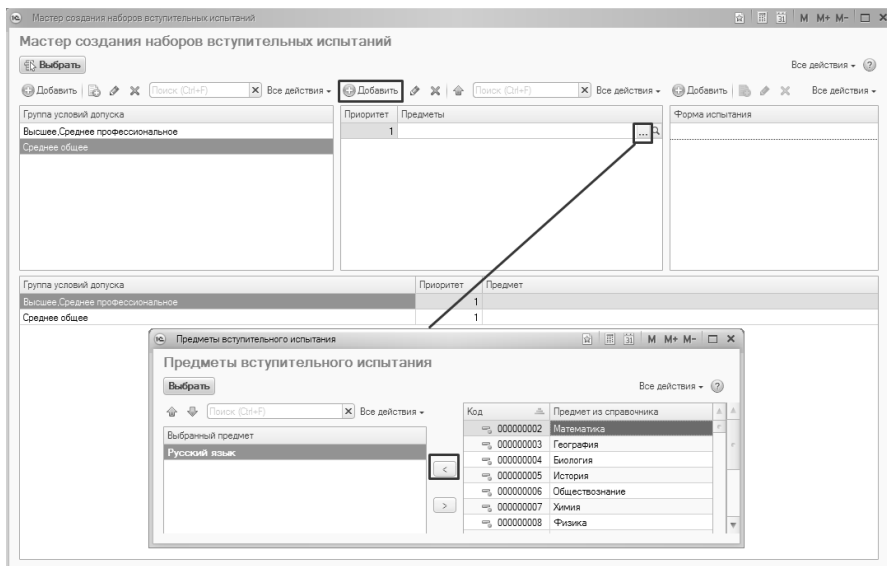 Мастер создания наборов вступительных испытаний
M M+ M-
Мастер создания наборов вступительных испытаний
Выбрать
Все действия
Добавить Поиск (Ctrl+F) Все действия Добавить Поиск (Ctrl+F) Все действия Добавить Все действия
Группа условий допуска Приоритет Предметы Форма испытания
Высшее,Среднее профессиональное 1 ...
Среднее общее
Группа условий допуска Приоритет Предмет
Высшее,Среднее профессиональное 1
Среднее общее 1
Предметы вступительного испытания M M+ M-
Предметы вступительного испытания
Выбрать Все действия ?
Поиск (Ctrl+F) Все действия Код Предмет из справочника
Выбранный предмет 000000002 Математика
Русский язык 000000003 География
000000004 Биология
< 000000005 История
000000006 Обществознание
> 000000007 Химия
000000008 Физика